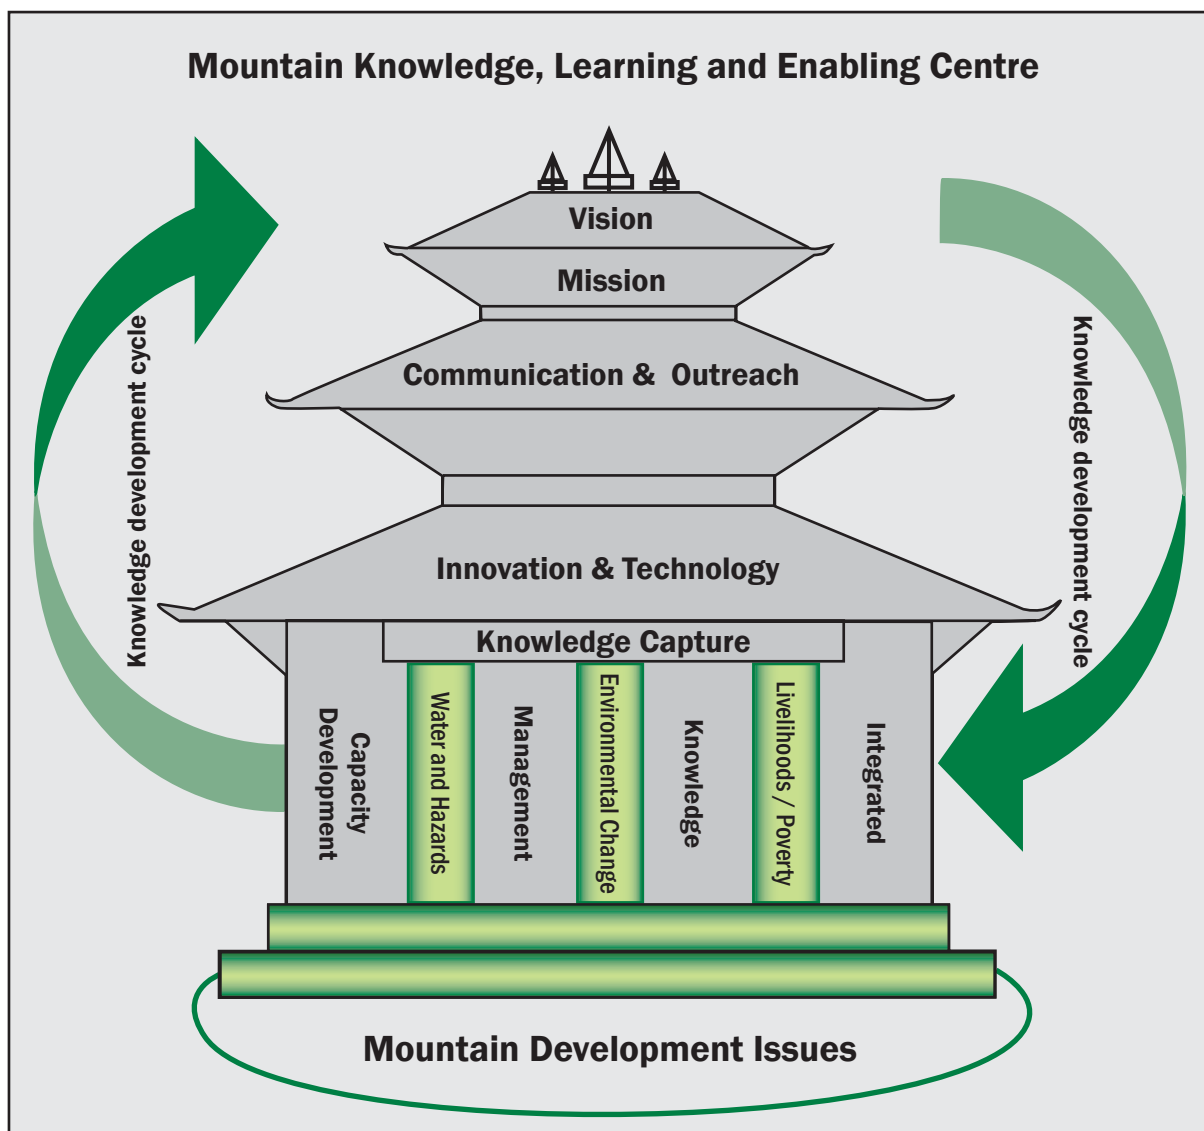 Mountain Knowledge, Learning and Enabling Centre
Vision
Mission
Communication & Outreach
Innovation & Technology
Knowledge Capture
Knowledge development cycle
Knowledge development cycle
Capacity
Development
Water and Hazards
Management
Environmental Change
Knowledge
Livelihoods / Poverty
Integrated
Mountain Development Issues